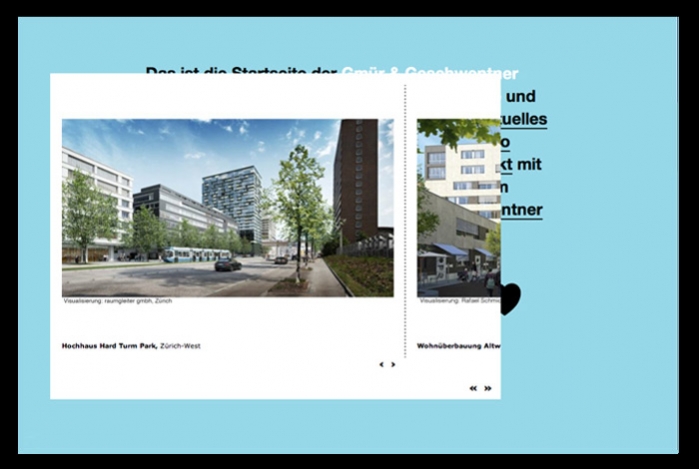 Das ist die Startseite der Gmür & Geschwentner
und
uelles
o
kt mit
m
ntner
Visualisierung: raumgleiter gmbh, Zürich
Visualisierung: Rafael Schmid
Hochhaus Hard Turm Park, Zürich-West
Wohnüberbauung Altw
‹ ›
« »